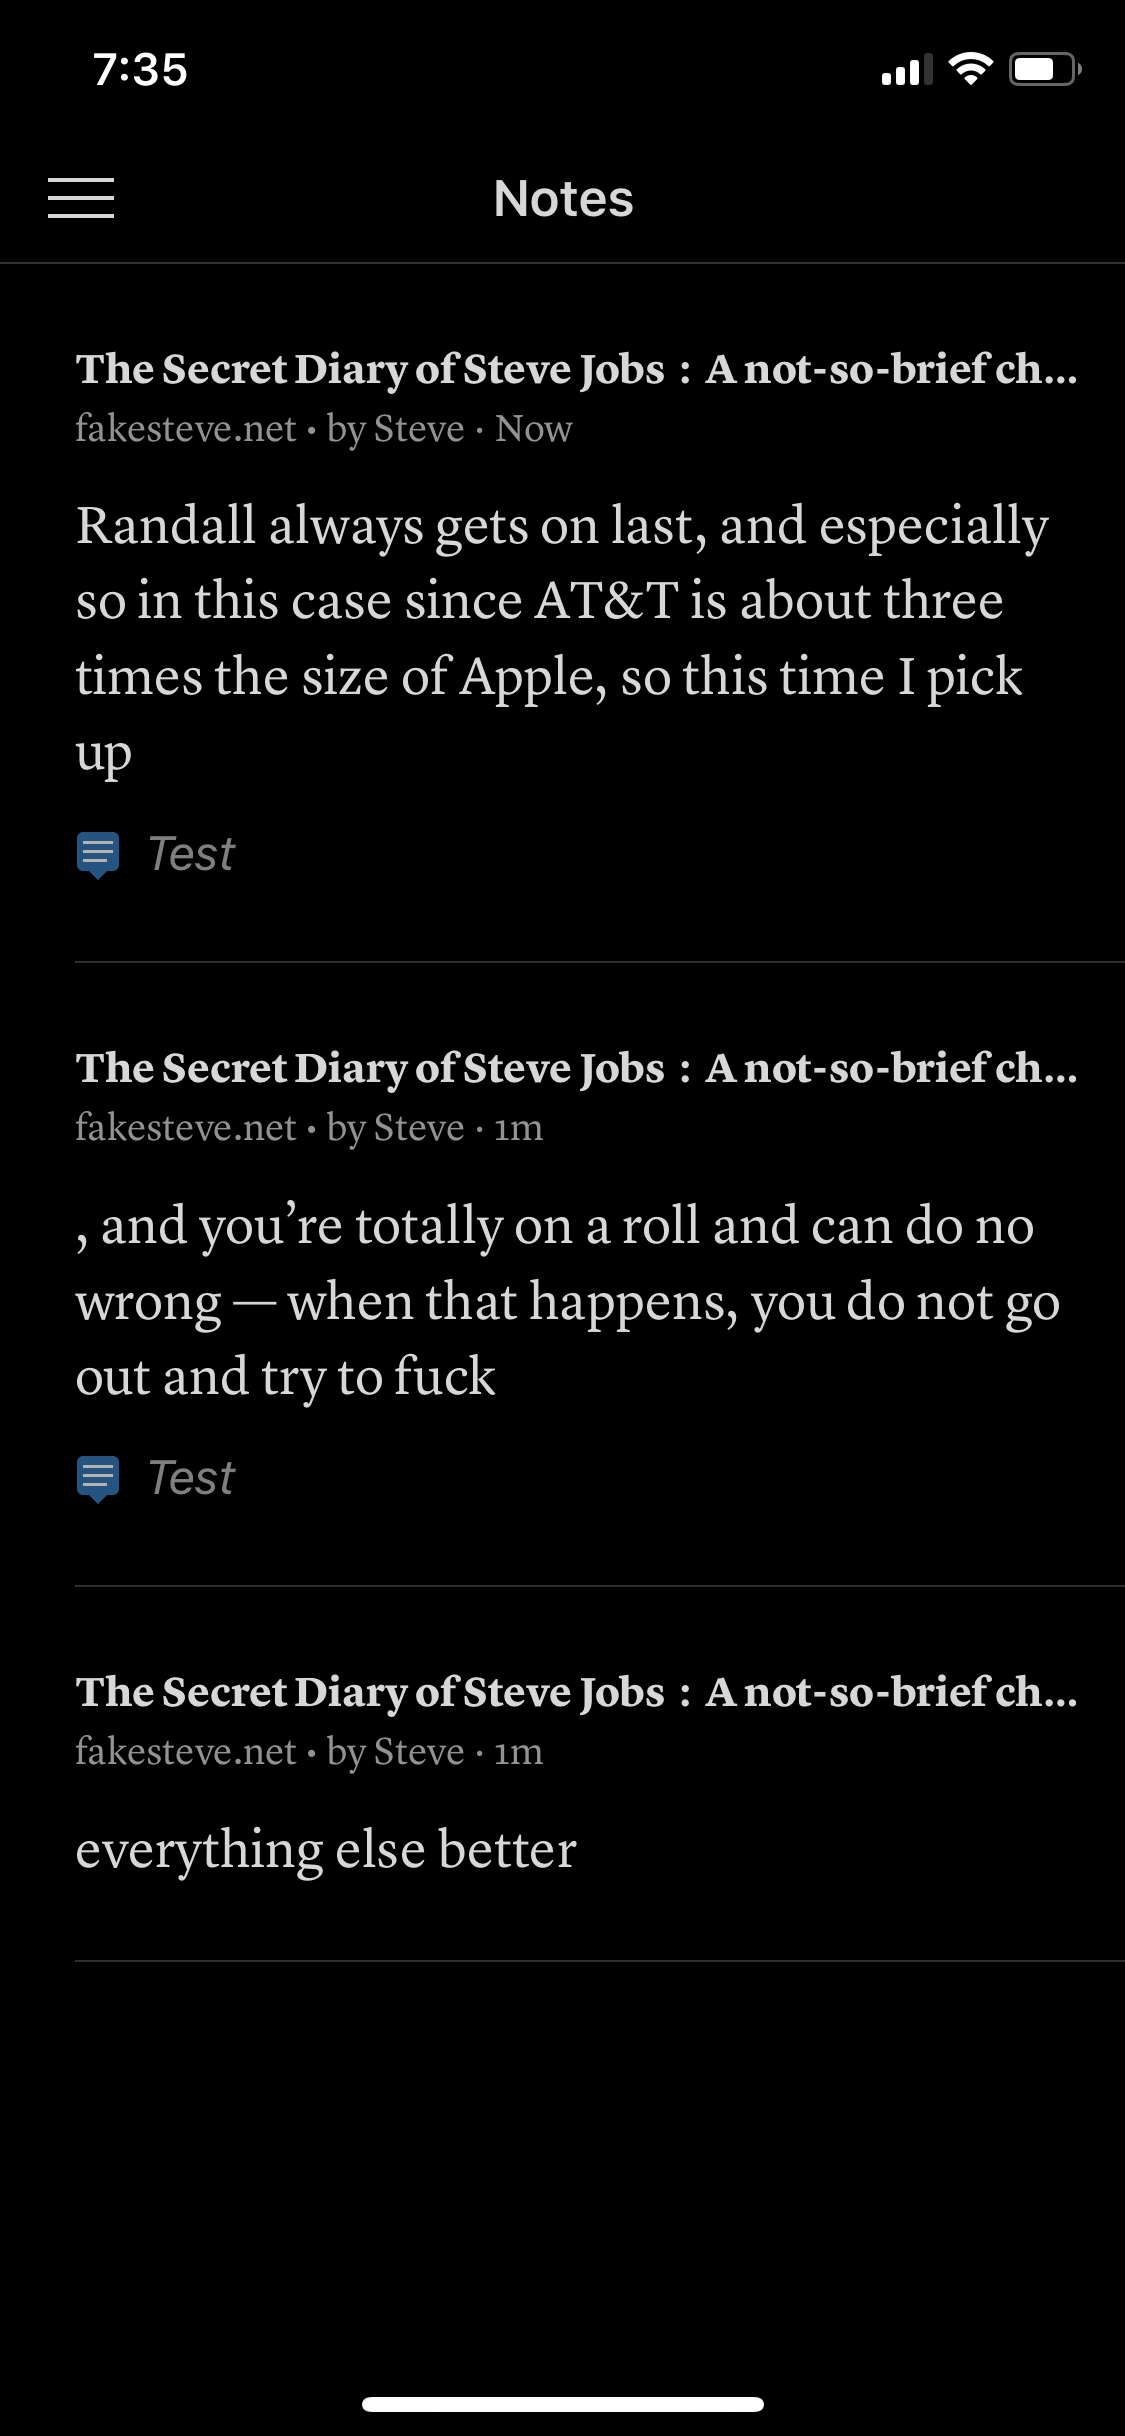 7:35
Notes
The Secret Diary of Steve Jobs : A not-so-brief ch...
fakesteve.net • by Steve · Now
Randall always gets on last, and especially
so in this case since AT&T is about three
times the size of Apple, so this time I pick
up
Test
The Secret Diary of Steve Jobs : A not-so-brief ch...
fakesteve.net • by Steve · 1m
, and you’re totally on a roll and can do no
wrong — when that happens, you do not go
out and try to fuck
Test
The Secret Diary of Steve Jobs : A not-so-brief ch...
fakesteve.net • by Steve · 1m
everything else better